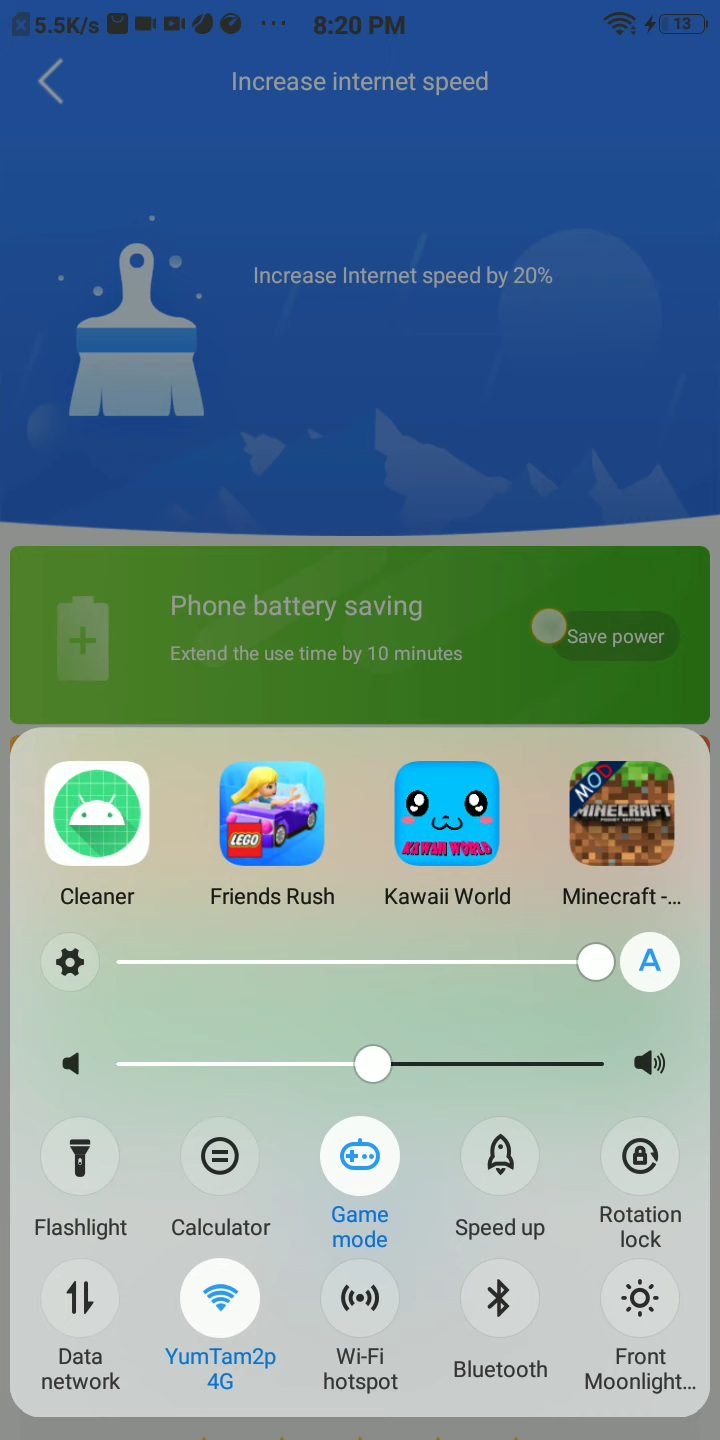 5.5K/s 8:20 PM 13
Increase internet speed
Increase Internet speed by 20%
Phone battery saving
Extend the use time by 10 minutes
Save power
LEGO
KAWAII WORLD
MOD
MINECRAFT
Cleaner Friends Rush Kawaii World Minecraft -...
A
Flashlight Calculator Game mode Speed up Rotation lock
Data network YumTam2p 4G Wi-Fi hotspot Bluetooth Front Moonlight...